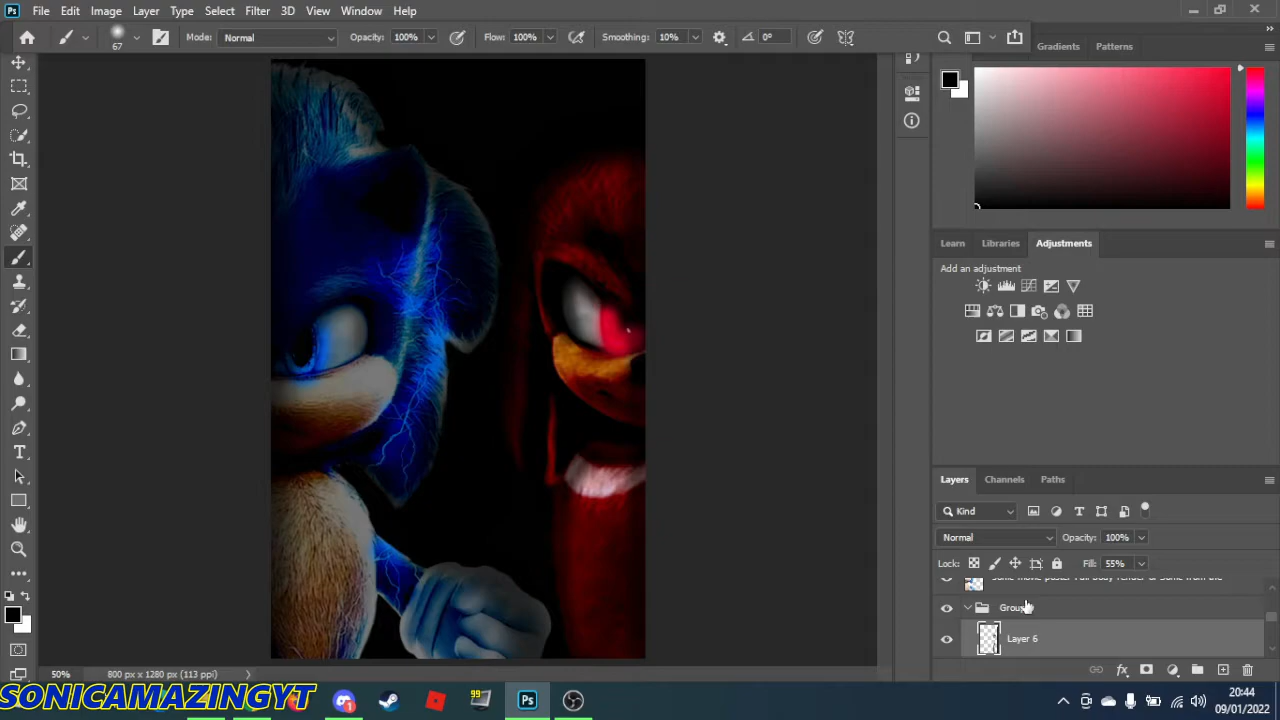 Ps File Edit Image Layer Type Select Filter 3D View Window Help
67 Mode: Normal Opacity: 100% Flow: 100% Smoothing: 10% 0°
Gradients Patterns
Learn Libraries Adjustments
Add an adjustment
Layers Channels Paths
Kind
Normal Opacity: 100%
Lock: Fill: 55%
Layer 6
50% 800 px x 1280 px (113 ppi)
SONICAMAZINGYT
99
Ps
20:44
09/01/2022